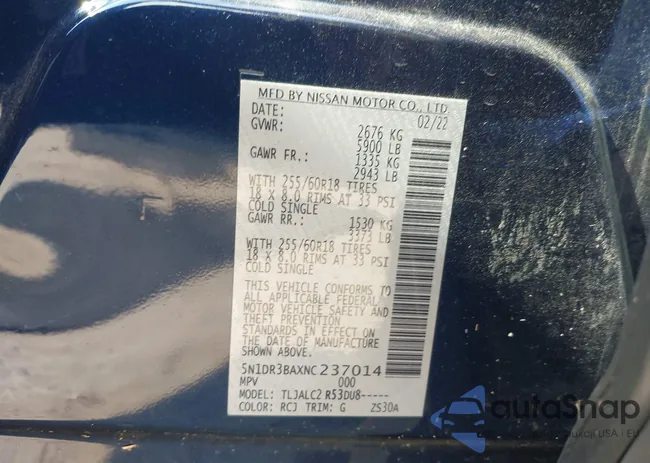 MFD BY NISSAN MOTOR CO., LTD.
DATE: 02/22
GVWR: 2676 KG
5900 LB
GAWR FR.: 1335 KG
2943 LB
WITH 255/60R18 TIRES
18 X 8.0 RIMS AT 33 PSI
COLD SINGLE
GAWR RR.: 1530 KG
3373 LB
WITH 255/60R18 TIRES
18 X 8.0 RIMS AT 33 PSI
COLD SINGLE
THIS VEHICLE CONFORMS TO
ALL APPLICABLE FEDERAL
MOTOR VEHICLE SAFETY AND
THEFT PREVENTION
STANDARDS IN EFFECT ON
THE DATE OF MANUFACTURE
SHOWN ABOVE.
5N1DR3BAXNC237014
MPV 000
MODEL: TLJALC2 R53DU8-----
COLOR: RCJ TRIM: G ZS30A
autoSnap
USA i EU